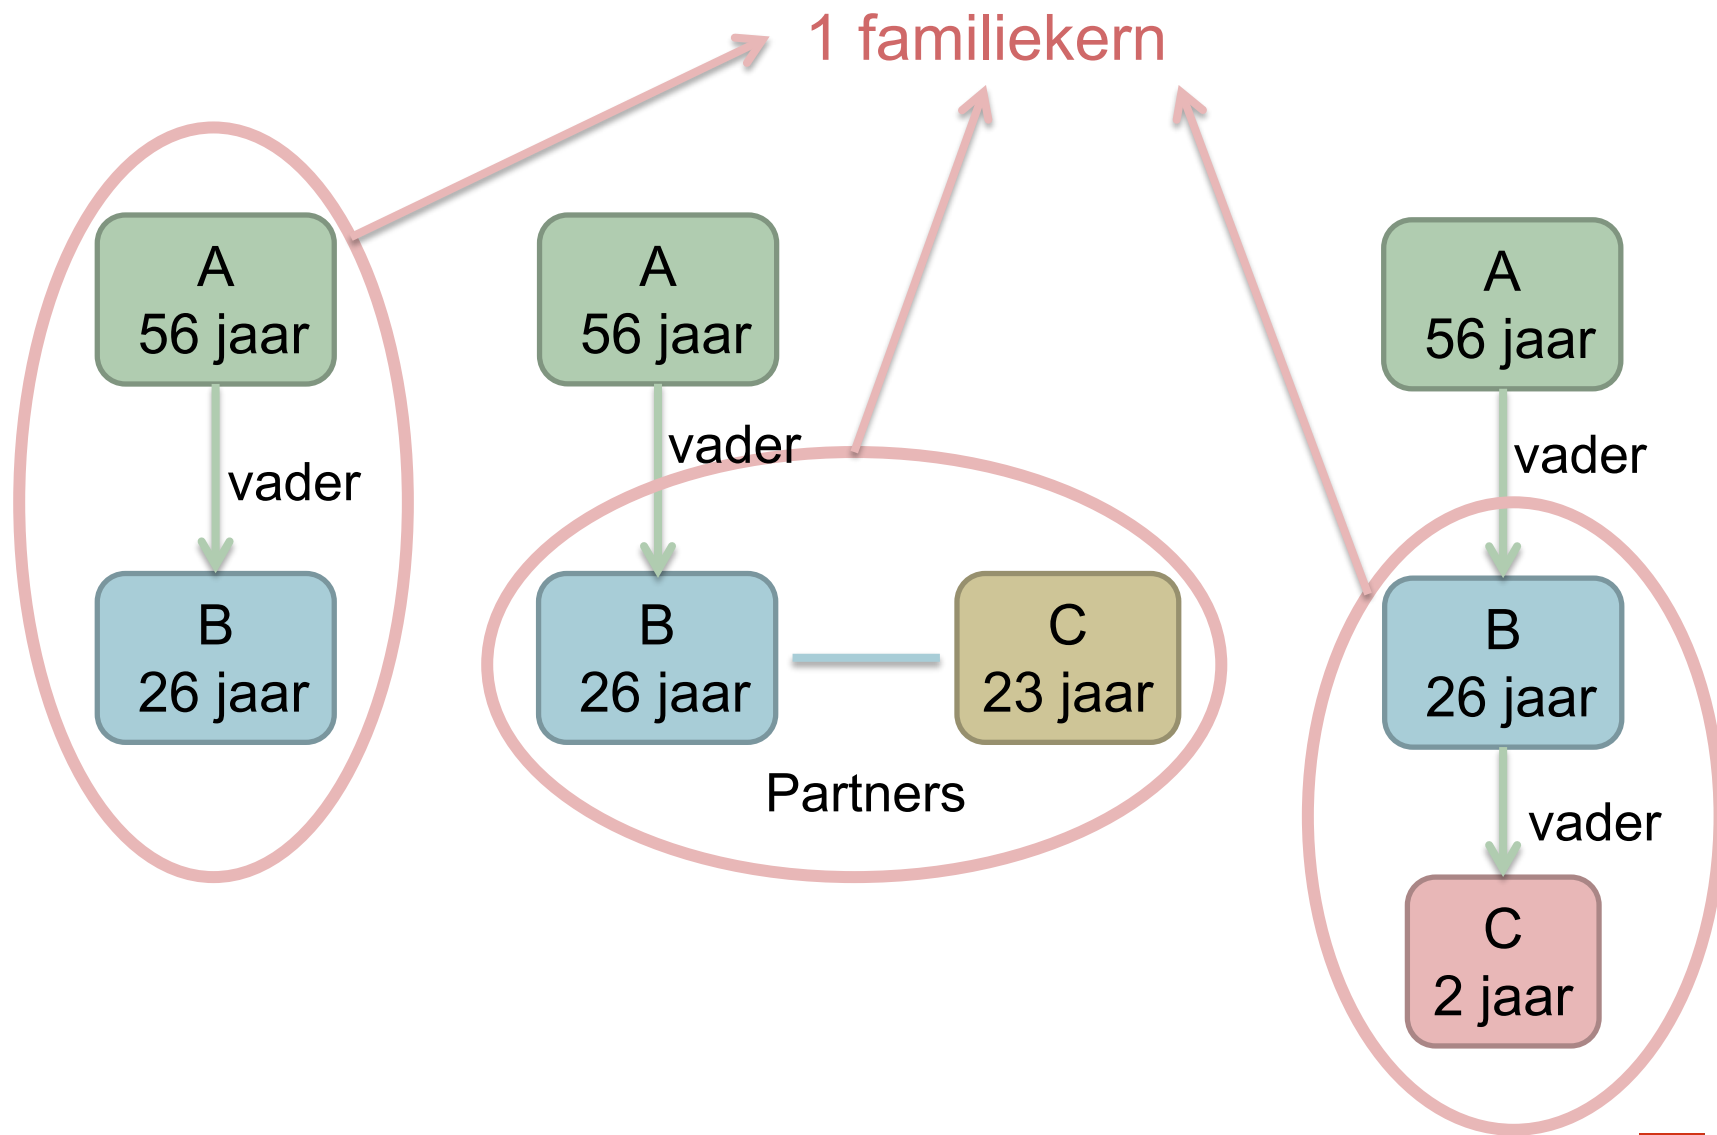 1 familiekern
A
56 jaar
vader
B
26 jaar
A
56 jaar
vader
B
26 jaar
C
23 jaar
Partners
A
56 jaar
vader
B
26 jaar
vader
C
2 jaar